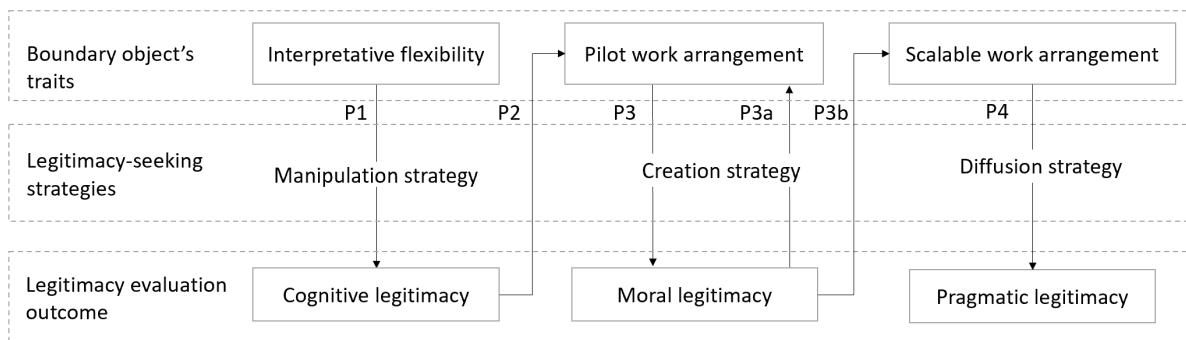 Boundary object's
traits
Interpretative flexibility
Pilot work arrangement
Scalable work arrangement
P1
P2
P3
P3a
P3b
P4
Legitimacy-seeking
strategies
Manipulation strategy
Creation strategy
Diffusion strategy
Legitimacy evaluation
outcome
Cognitive legitimacy
Moral legitimacy
Pragmatic legitimacy